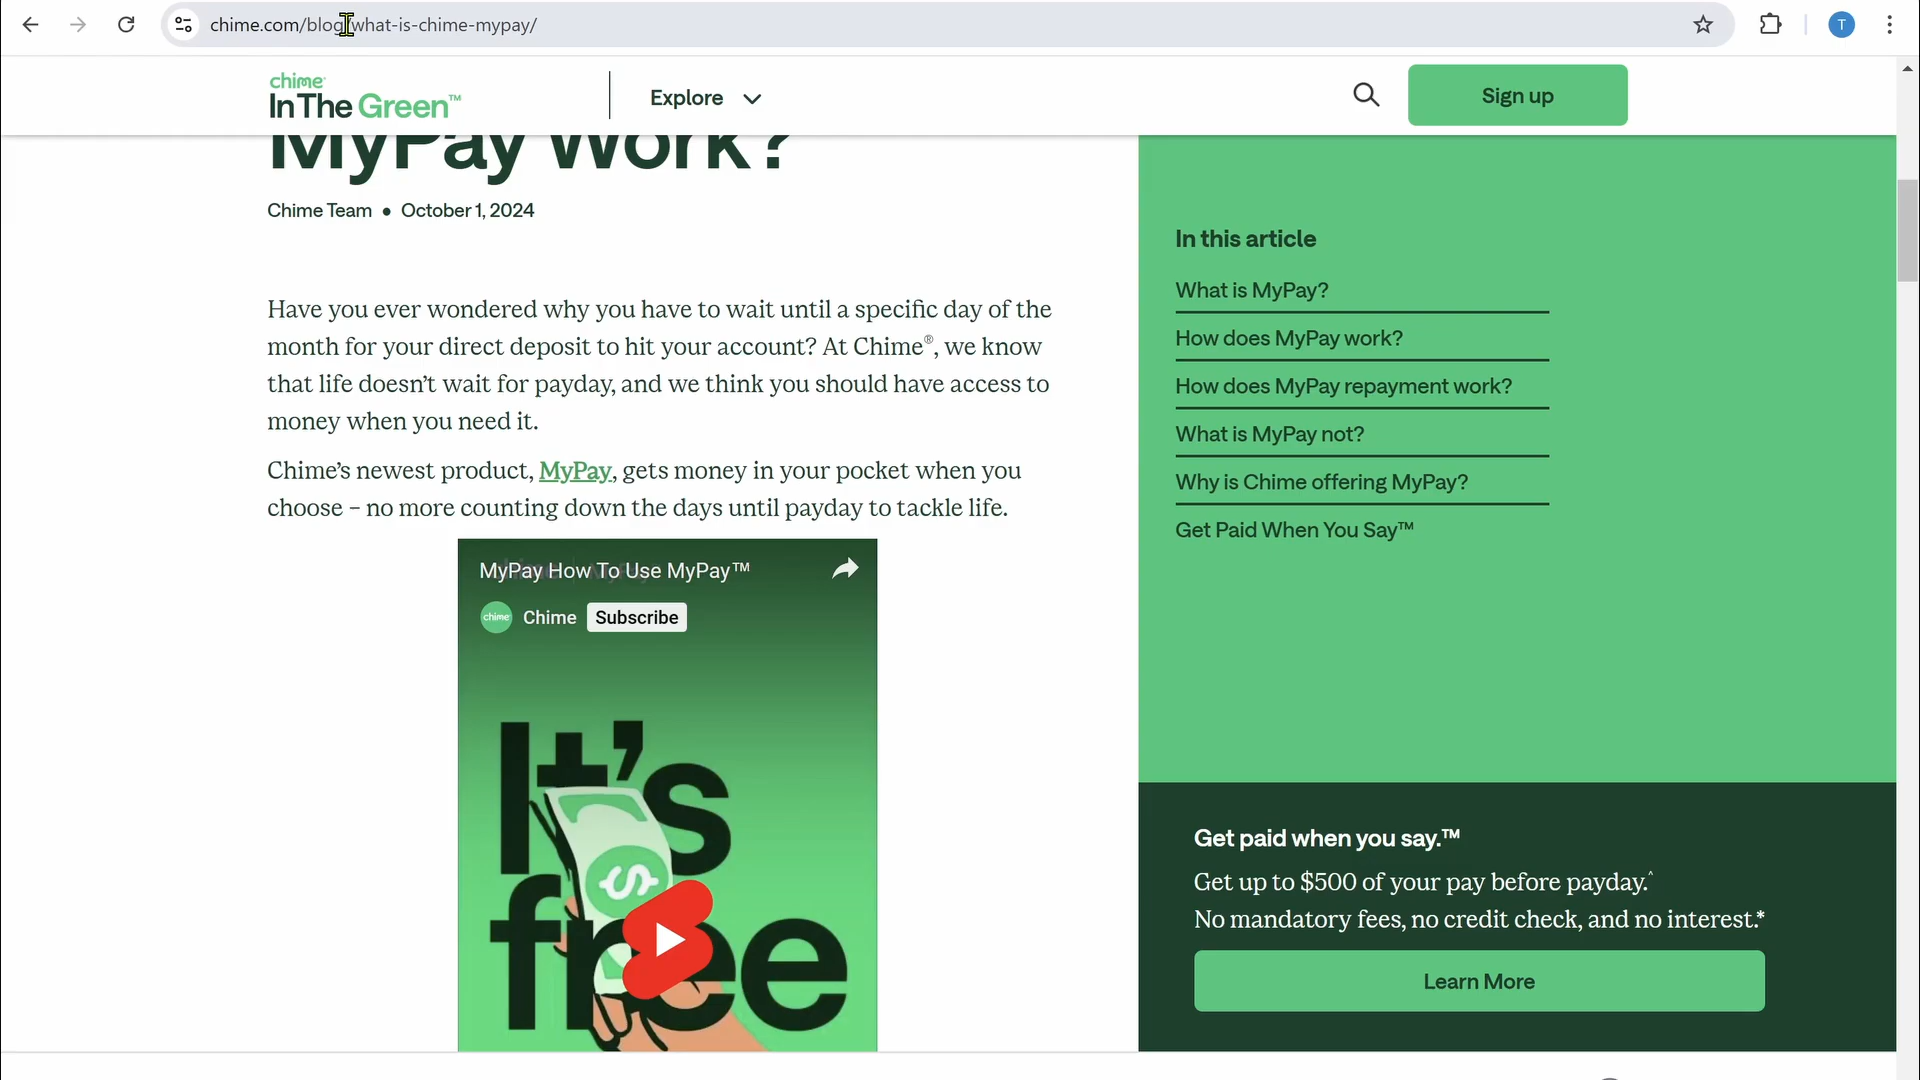 chime.com/blog/what-is-chime-mypay/
T
chime®
In The Green™
Explore
Sign up
MyPay Work?
Chime Team • October 1, 2024
Have you ever wondered why you have to wait until a specific day of the
month for your direct deposit to hit your account? At Chime®, we know
that life doesn’t wait for payday, and we think you should have access to
money when you need it.
Chime’s newest product, MyPay, gets money in your pocket when you
choose – no more counting down the days until payday to tackle life.
MyPay How To Use MyPay™
chime
Chime
Subscribe
It’s
free
In this article
What is MyPay?
How does MyPay work?
How does MyPay repayment work?
What is MyPay not?
Why is Chime offering MyPay?
Get Paid When You Say™
Get paid when you say.™
Get up to $500 of your pay before payday.^
No mandatory fees, no credit check, and no interest.*
Learn More